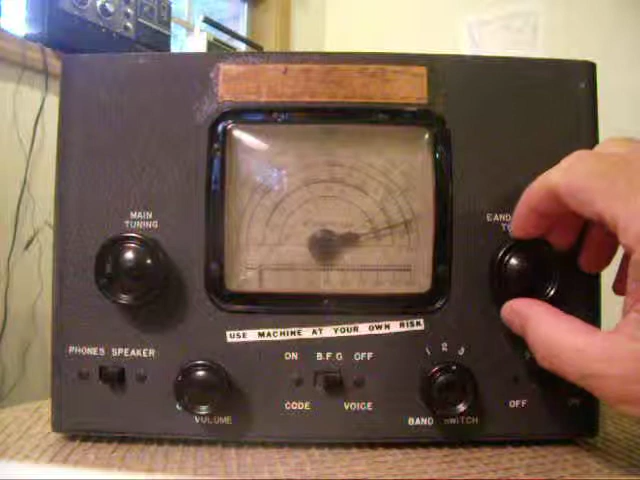 MAIN
TUNING
USE MACHINE AT YOUR OWN RISK
PHONES SPEAKER
ON B.F.O OFF
1 2 3
VOLUME
CODE VOICE
BAND SWITCH
OFF
ON